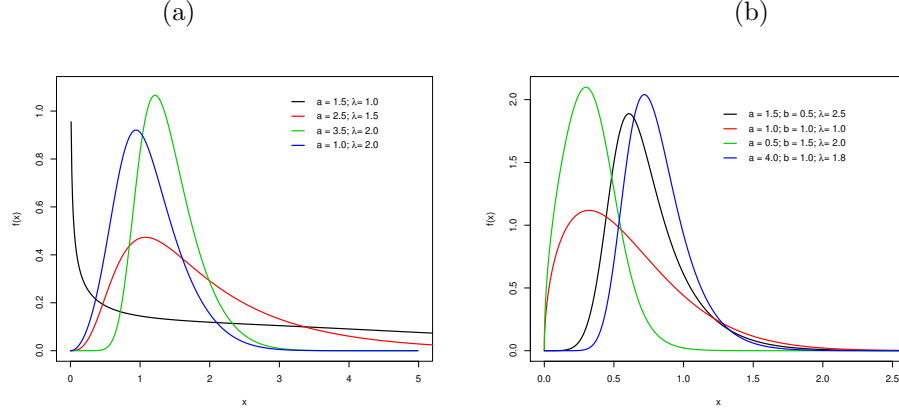 (a)
a = 1.5; λ= 1.0
a = 2.5; λ= 1.5
a = 3.5; λ= 2.0
a = 1.0; λ= 2.0
f(x)
0.0
0.2
0.4
0.6
0.8
1.0
0 1 2 3 4 5
x
(b)
a = 1.5; b = 0.5; λ= 2.5
a = 1.0; b = 1.0; λ= 1.0
a = 0.5; b = 1.5; λ= 2.0
a = 4.0; b = 1.0; λ= 1.8
f(x)
0.0
0.5
1.0
1.5
2.0
0.0 0.5 1.0 1.5 2.0 2.5
x